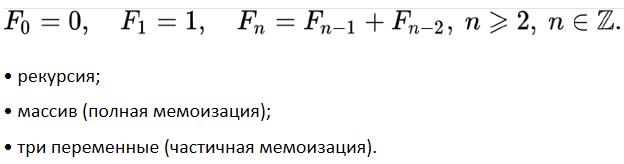 F₀ = 0, F₁ = 1, Fₙ = Fₙ₋₁ + Fₙ₋₂, n ⩾ 2, n ∈ ℤ.
• рекурсия;
• массив (полная мемоизация);
• три переменные (частичная мемоизация).